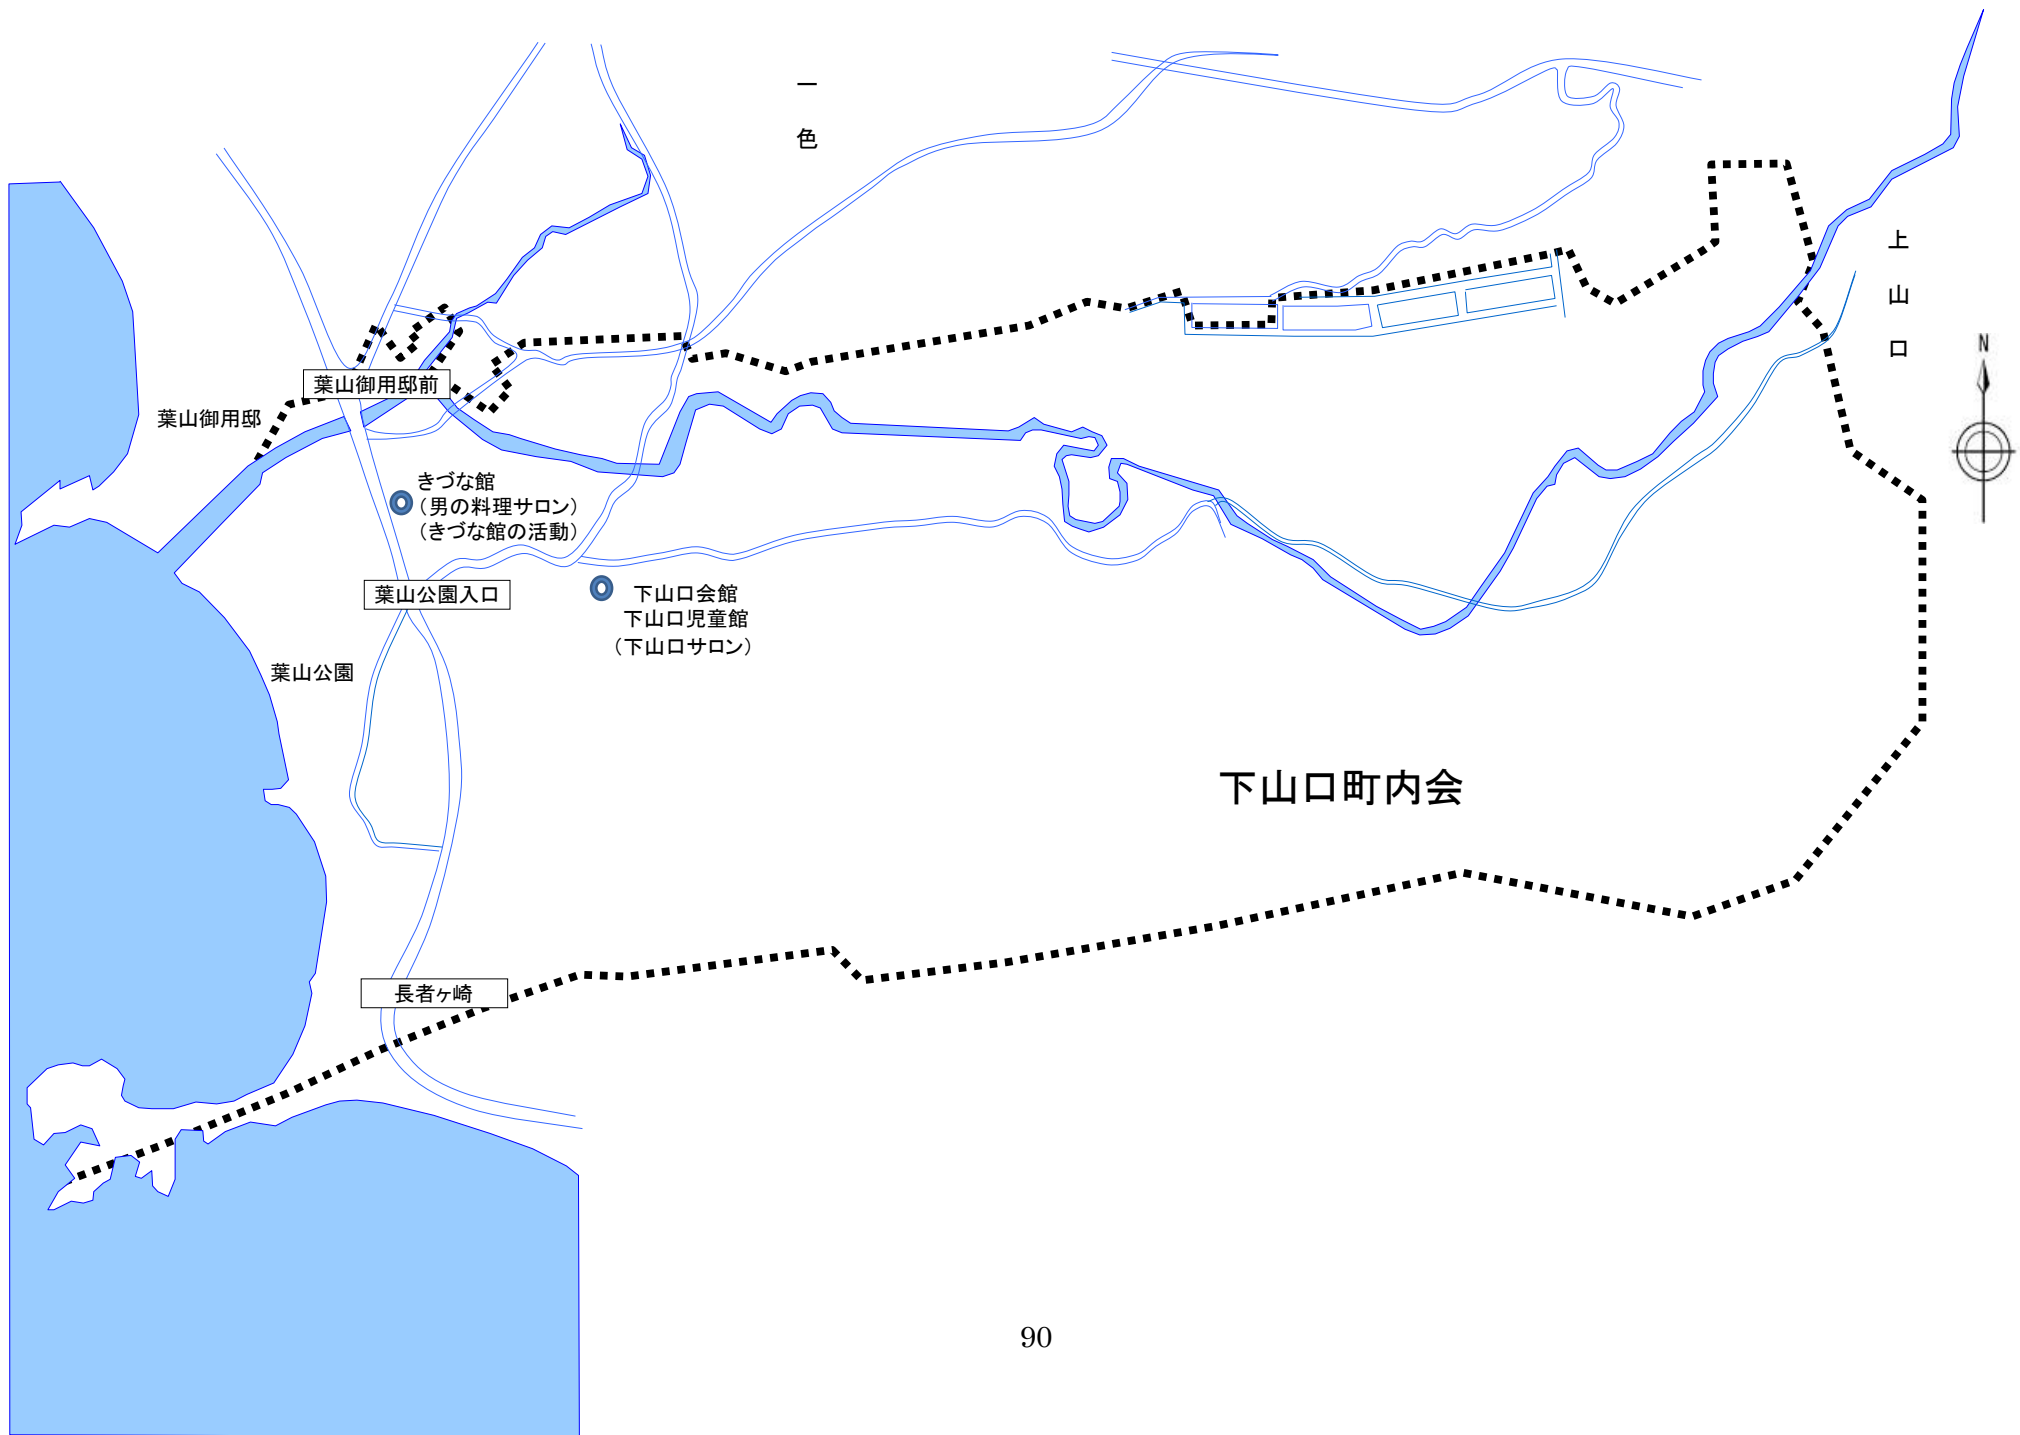 一色
上山口
N
葉山御用邸前
葉山御用邸
きづな館
（男の料理サロン）
（きづな館の活動）
葉山公園入口
下山口会館
下山口児童館
（下山口サロン）
葉山公園
下山口町内会
長者ヶ崎
90